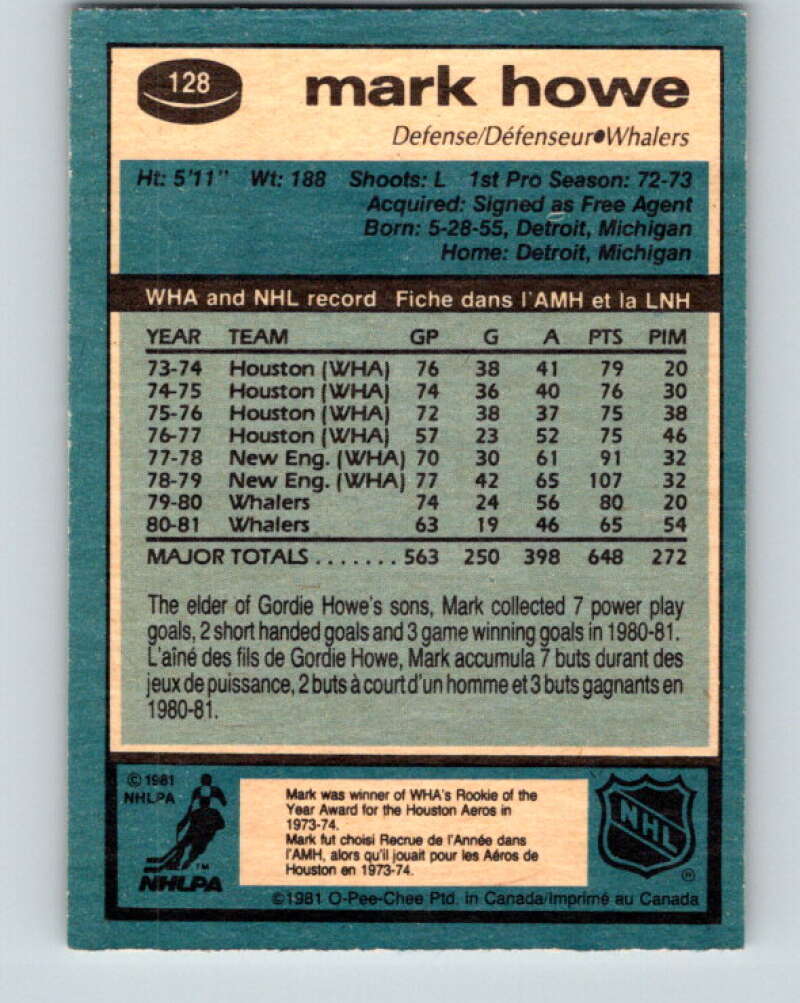 128
mark howe
Defense/Défenseur•Whalers
Ht: 5'11" Wt: 188 Shoots: L 1st Pro Season: 72-73
Acquired: Signed as Free Agent
Born: 5-28-55, Detroit, Michigan
Home: Detroit, Michigan
WHA and NHL record Fiche dans l'AMH et la LNH
YEAR TEAM GP G A PTS PIM
73-74 Houston (WHA) 76 38 41 79 20
74-75 Houston (WHA) 74 36 40 76 30
75-76 Houston (WHA) 72 38 37 75 38
76-77 Houston (WHA) 57 23 52 75 46
77-78 New Eng. (WHA) 70 30 61 91 32
78-79 New Eng. (WHA) 77 42 65 107 32
79-80 Whalers 74 24 56 80 20
80-81 Whalers 63 19 46 65 54
MAJOR TOTALS ....... 563 250 398 648 272
The elder of Gordie Howe's sons, Mark collected 7 power play
goals, 2 short handed goals and 3 game winning goals in 1980-81.
L'aîné des fils de Gordie Howe, Mark accumula 7 buts durant des
jeux de puissance, 2 buts à court d'un homme et 3 buts gagnants en
1980-81.
© 1981
NHLPA
TM
NHLPA
Mark was winner of WHA's Rookie of the
Year Award for the Houston Aeros in
1973-74.
Mark fut choisi Recrue de l'Année dans
l'AMH, alors qu'il jouait pour les Aéros de
Houston en 1973-74.
NHL
®
©1981 O-Pee-Chee Ptd. in Canada/Imprimé au Canada